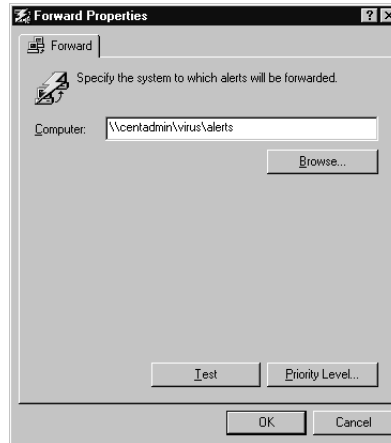 Forward Properties
Forward
Specify the system to which alerts will be forwarded.
Computer: \\centadmin\virus\alerts
Browse...
Test Priority Level...
OK Cancel